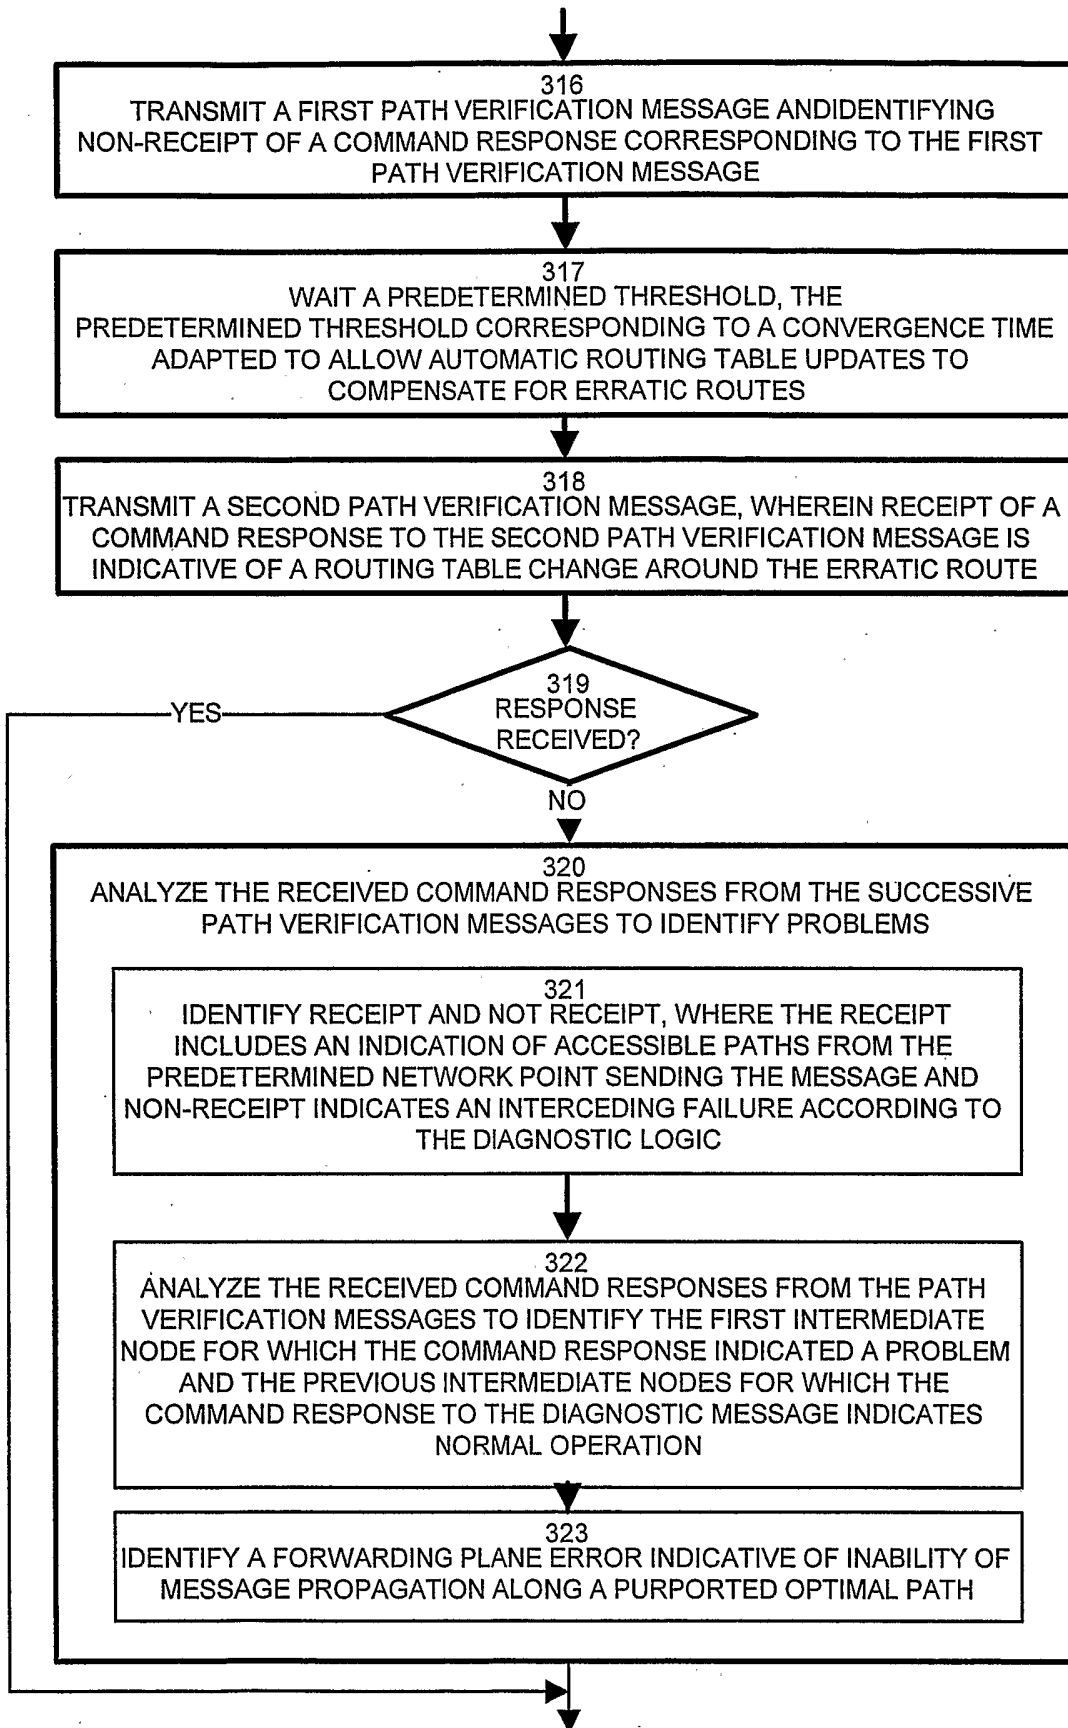 316
TRANSMIT A FIRST PATH VERIFICATION MESSAGE ANDIDENTIFYING
NON-RECEIPT OF A COMMAND RESPONSE CORRESPONDING TO THE FIRST
PATH VERIFICATION MESSAGE
317
WAIT A PREDETERMINED THRESHOLD, THE
PREDETERMINED THRESHOLD CORRESPONDING TO A CONVERGENCE TIME
ADAPTED TO ALLOW AUTOMATIC ROUTING TABLE UPDATES TO
COMPENSATE FOR ERRATIC ROUTES
318
TRANSMIT A SECOND PATH VERIFICATION MESSAGE, WHEREIN RECEIPT OF A
COMMAND RESPONSE TO THE SECOND PATH VERIFICATION MESSAGE IS
INDICATIVE OF A ROUTING TABLE CHANGE AROUND THE ERRATIC ROUTE
319
RESPONSE
RECEIVED?
YES
NO
320
ANALYZE THE RECEIVED COMMAND RESPONSES FROM THE SUCCESSIVE
PATH VERIFICATION MESSAGES TO IDENTIFY PROBLEMS
321
IDENTIFY RECEIPT AND NOT RECEIPT, WHERE THE RECEIPT
INCLUDES AN INDICATION OF ACCESSIBLE PATHS FROM THE
PREDETERMINED NETWORK POINT SENDING THE MESSAGE AND
NON-RECEIPT INDICATES AN INTERCEDING FAILURE ACCORDING TO
THE DIAGNOSTIC LOGIC
322
ANALYZE THE RECEIVED COMMAND RESPONSES FROM THE PATH
VERIFICATION MESSAGES TO IDENTIFY THE FIRST INTERMEDIATE
NODE FOR WHICH THE COMMAND RESPONSE INDICATED A PROBLEM
AND THE PREVIOUS INTERMEDIATE NODES FOR WHICH THE
COMMAND RESPONSE TO THE DIAGNOSTIC MESSAGE INDICATES
NORMAL OPERATION
323
IDENTIFY A FORWARDING PLANE ERROR INDICATIVE OF INABILITY OF
MESSAGE PROPAGATION ALONG A PURPORTED OPTIMAL PATH